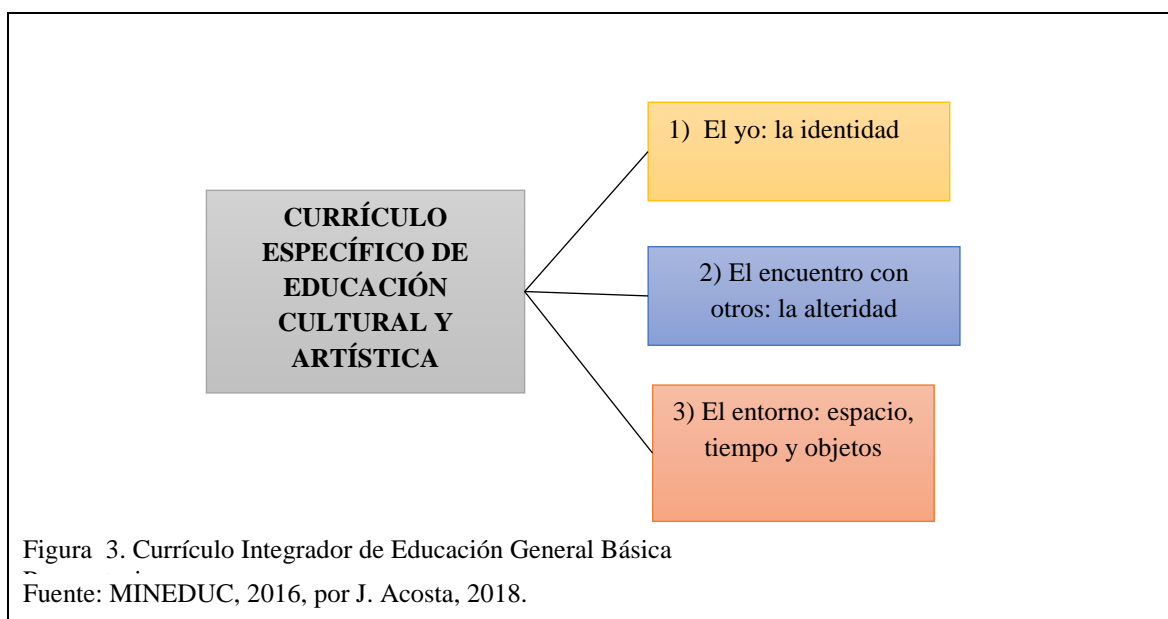 CURRÍCULO
ESPECÍFICO DE
EDUCACIÓN
CULTURAL Y
ARTÍSTICA
1) El yo: la identidad
2) El encuentro con
otros: la alteridad
3) El entorno: espacio,
tiempo y objetos
Figura 3. Currículo Integrador de Educación General Básica
Fuente: MINEDUC, 2016, por J. Acosta, 2018.